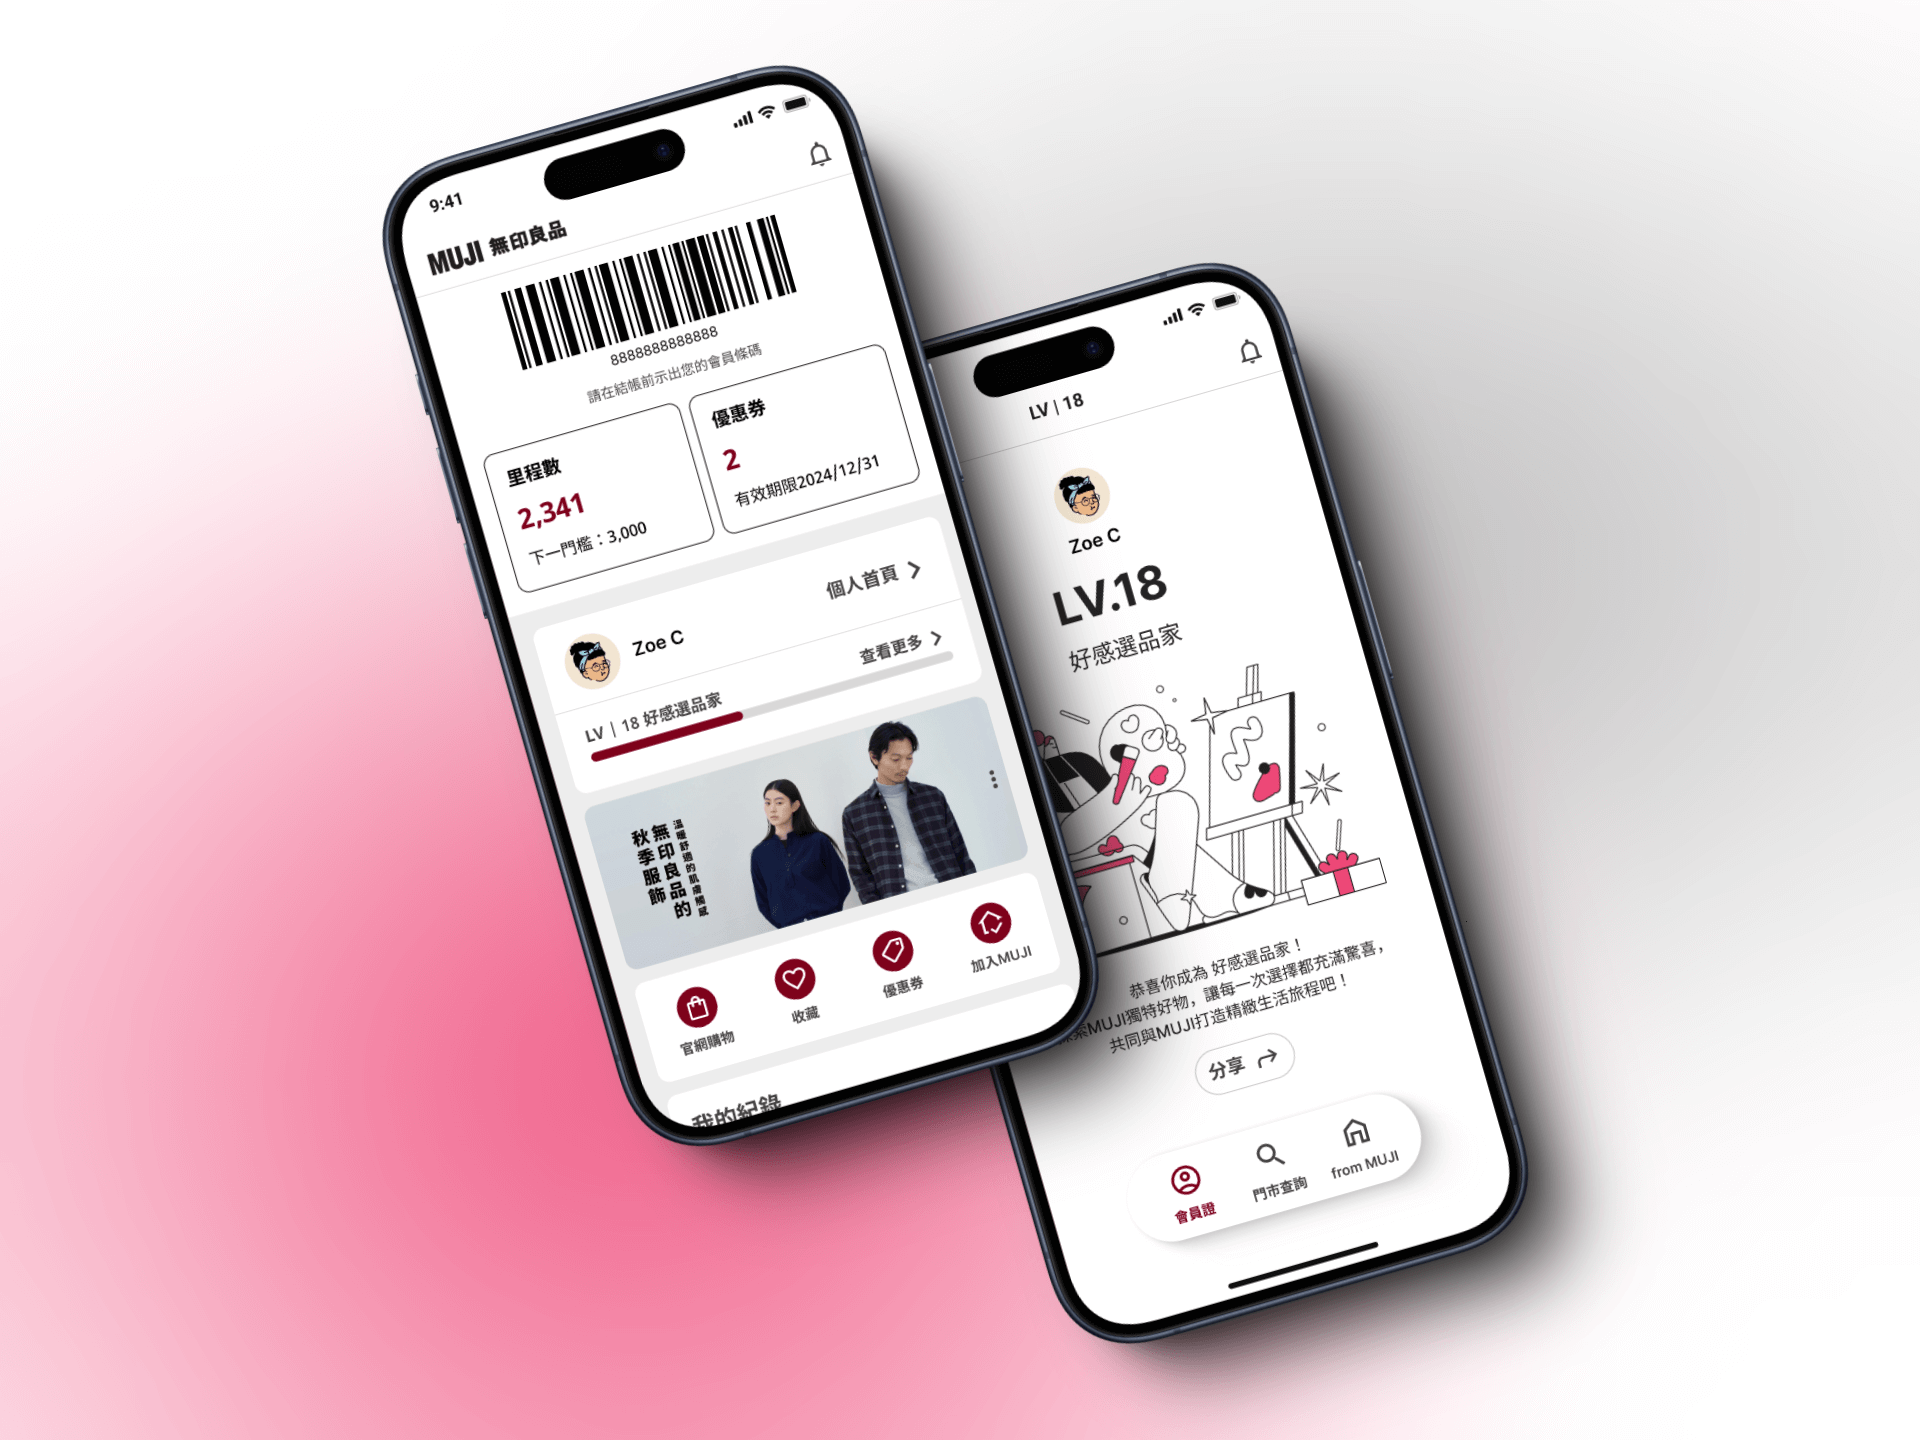 9:41
MUJI 無印良品
8888888888888
請在結帳前示出您的會員條碼
里程數
2,341
下一門檻：3,000
優惠券
2
有效期限2024/12/31
個人首頁
Zoe C
查看更多
LV | 18 好感選品家
溫暖舒適的肌膚觸感
無印良品的
秋季服飾
官網購物
收藏
優惠券
加入MUJI
我的紀錄
LV | 18
Zoe C
LV.18
好感選品家
恭喜你成為 好感選品家！
索MUJI獨特好物，讓每一次選擇都充滿驚喜，
共同與MUJI打造精緻生活旅程吧！
分享
會員證
門市查詢
from MUJI